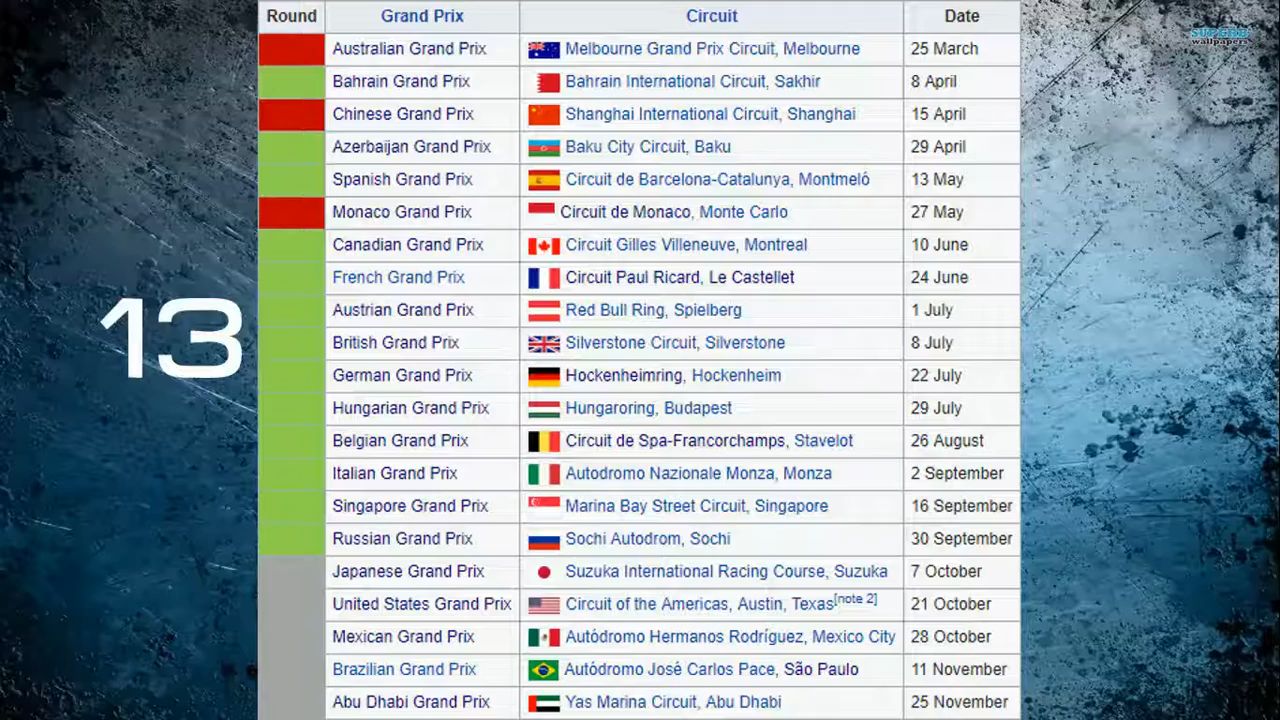 Round Grand Prix Circuit Date
Australian Grand Prix Melbourne Grand Prix Circuit, Melbourne 25 March
Bahrain Grand Prix Bahrain International Circuit, Sakhir 8 April
Chinese Grand Prix Shanghai International Circuit, Shanghai 15 April
Azerbaijan Grand Prix Baku City Circuit, Baku 29 April
Spanish Grand Prix Circuit de Barcelona-Catalunya, Montmeló 13 May
Monaco Grand Prix Circuit de Monaco, Monte Carlo 27 May
Canadian Grand Prix Circuit Gilles Villeneuve, Montreal 10 June
French Grand Prix Circuit Paul Ricard, Le Castellet 24 June
Austrian Grand Prix Red Bull Ring, Spielberg 1 July
13
British Grand Prix Silverstone Circuit, Silverstone 8 July
German Grand Prix Hockenheimring, Hockenheim 22 July
Hungarian Grand Prix Hungaroring, Budapest 29 July
Belgian Grand Prix Circuit de Spa-Francorchamps, Stavelot 26 August
Italian Grand Prix Autodromo Nazionale Monza, Monza 2 September
Singapore Grand Prix Marina Bay Street Circuit, Singapore 16 September
Russian Grand Prix Sochi Autodrom, Sochi 30 September
Japanese Grand Prix Suzuka International Racing Course, Suzuka 7 October
United States Grand Prix Circuit of the Americas, Austin, Texas[note 2] 21 October
Mexican Grand Prix Autódromo Hermanos Rodríguez, Mexico City 28 October
Brazilian Grand Prix Autódromo José Carlos Pace, São Paulo 11 November
Abu Dhabi Grand Prix Yas Marina Circuit, Abu Dhabi 25 November
SUPERB
wallpapers